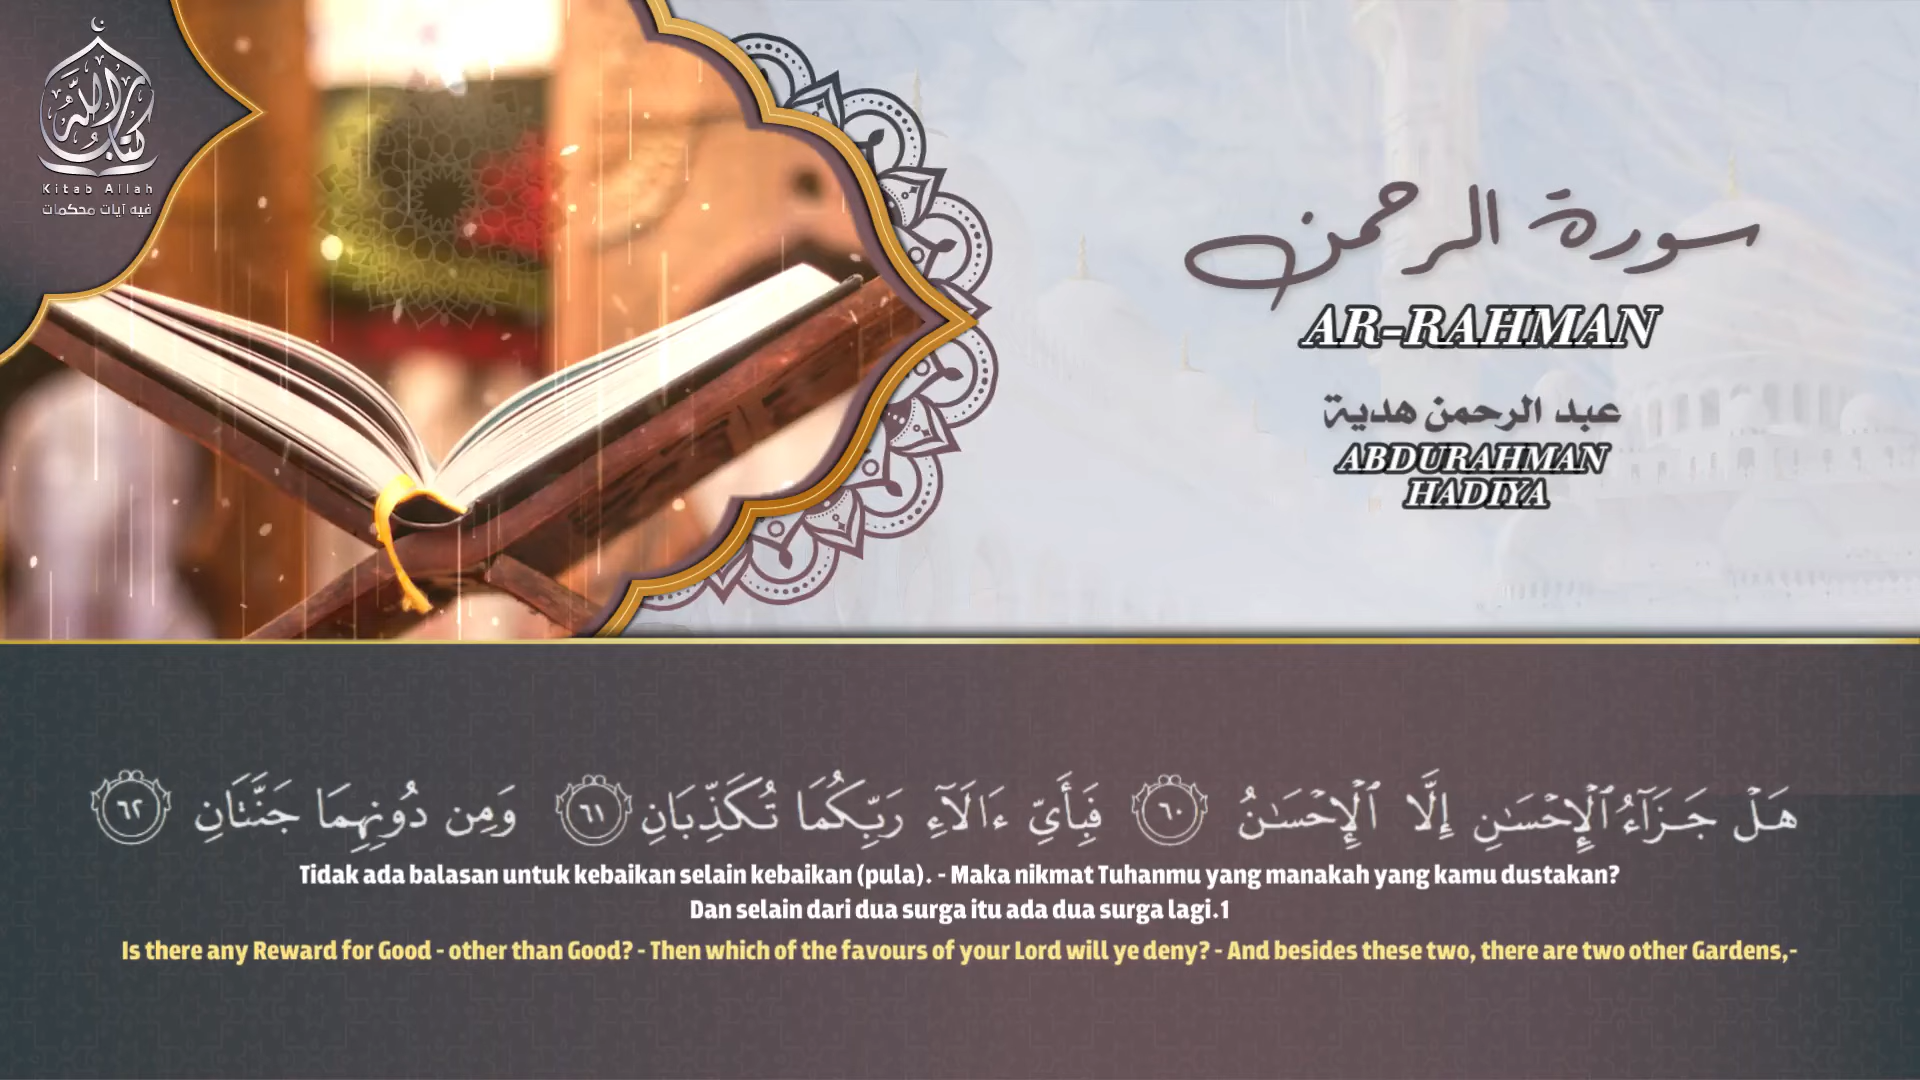 كتاب الله
Kitab Allah
فيه آيات محكمات
سورة الرحمن
AR-RAHMAN
عبد الرحمن هدية
ABDURAHMAN
HADIYA
هَلْ جَزَآءُ ٱلْإِحْسَـٰنِ إِلَّا ٱلْإِحْسَـٰنُ ٦٠ فَبِأَىِّ ءَالَآءِ رَبِّكُمَا تُكَذِّبَانِ ٦١ وَمِن دُونِهِمَا جَنَّتَانِ ٦٢
Tidak ada balasan untuk kebaikan selain kebaikan (pula). - Maka nikmat Tuhanmu yang manakah yang kamu dustakan?
Dan selain dari dua surga itu ada dua surga lagi.1
Is there any Reward for Good - other than Good? - Then which of the favours of your Lord will ye deny? - And besides these two, there are two other Gardens,-